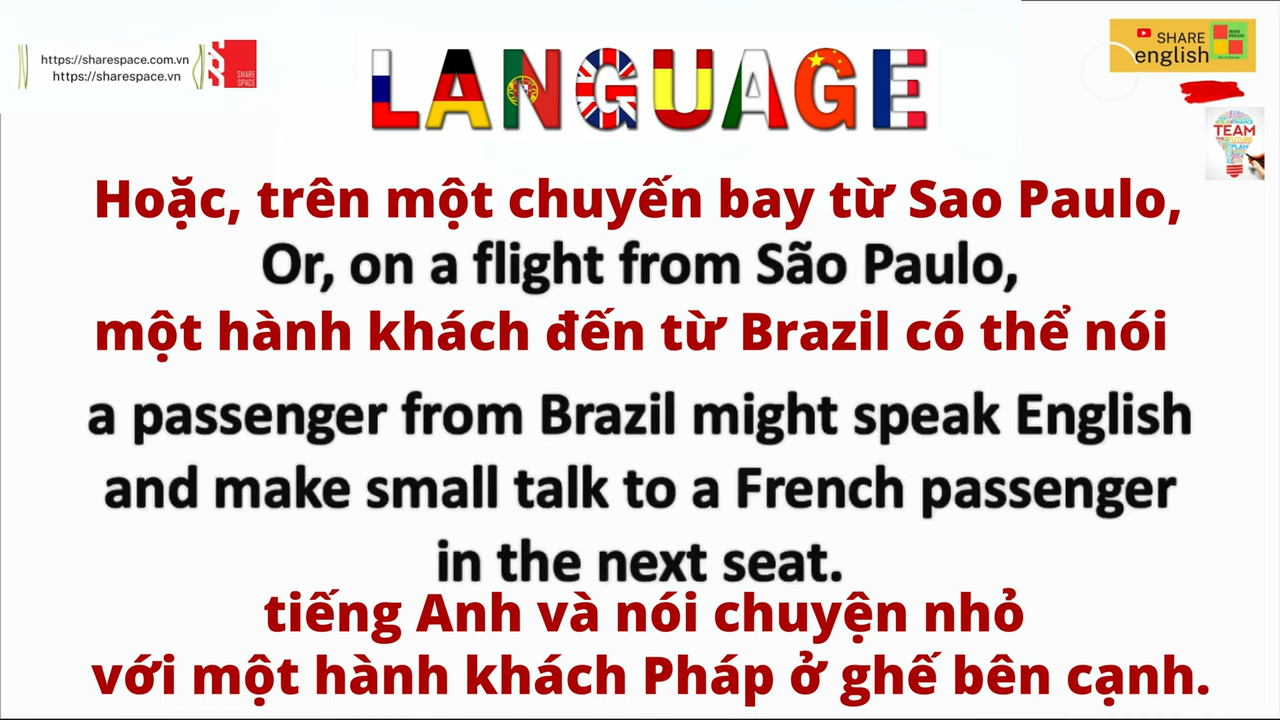 https://sharespace.com.vn
https://sharespace.vn
SHARE
SPACE
LANGUAGE
SHARE
english
TEAM
PLAN
Hoặc, trên một chuyến bay từ Sao Paulo,
Or, on a flight from São Paulo,
một hành khách đến từ Brazil có thể nói
a passenger from Brazil might speak English
and make small talk to a French passenger
in the next seat.
tiếng Anh và nói chuyện nhỏ
với một hành khách Pháp ở ghế bên cạnh.